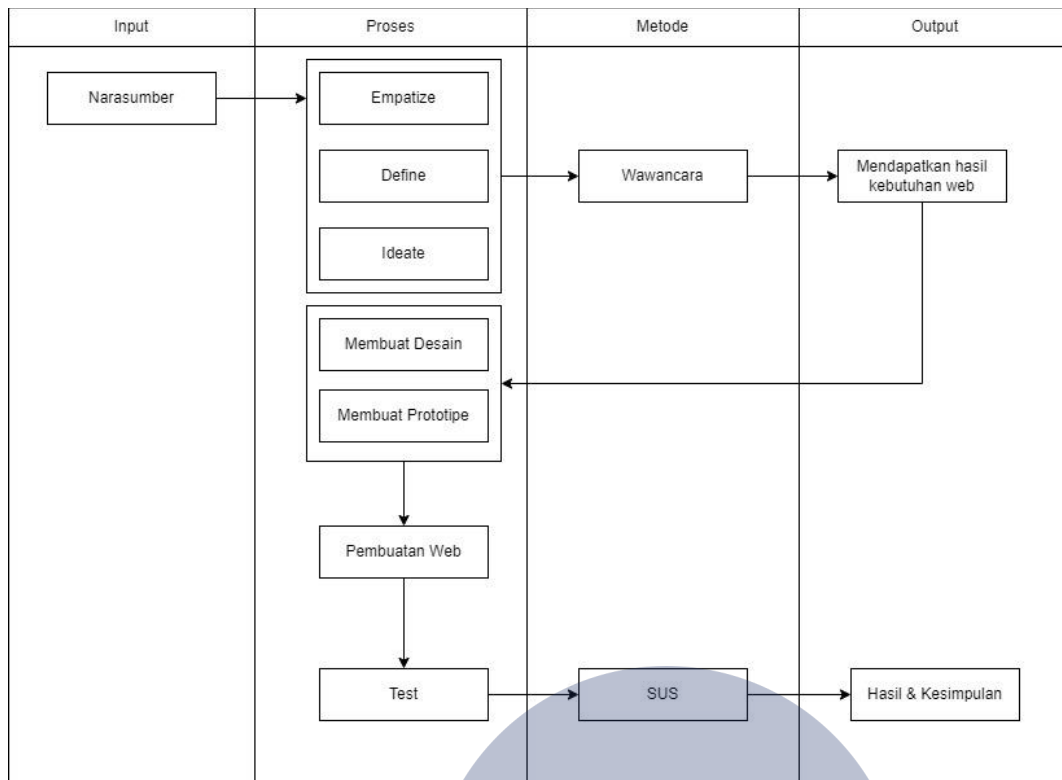 Input
Proses
Metode
Output
Narasumber
Empatize
Define
Ideate
Wawancara
Mendapatkan hasil
kebutuhan web
Membuat Desain
Membuat Prototipe
Pembuatan Web
Test
SUS
Hasil & Kesimpulan